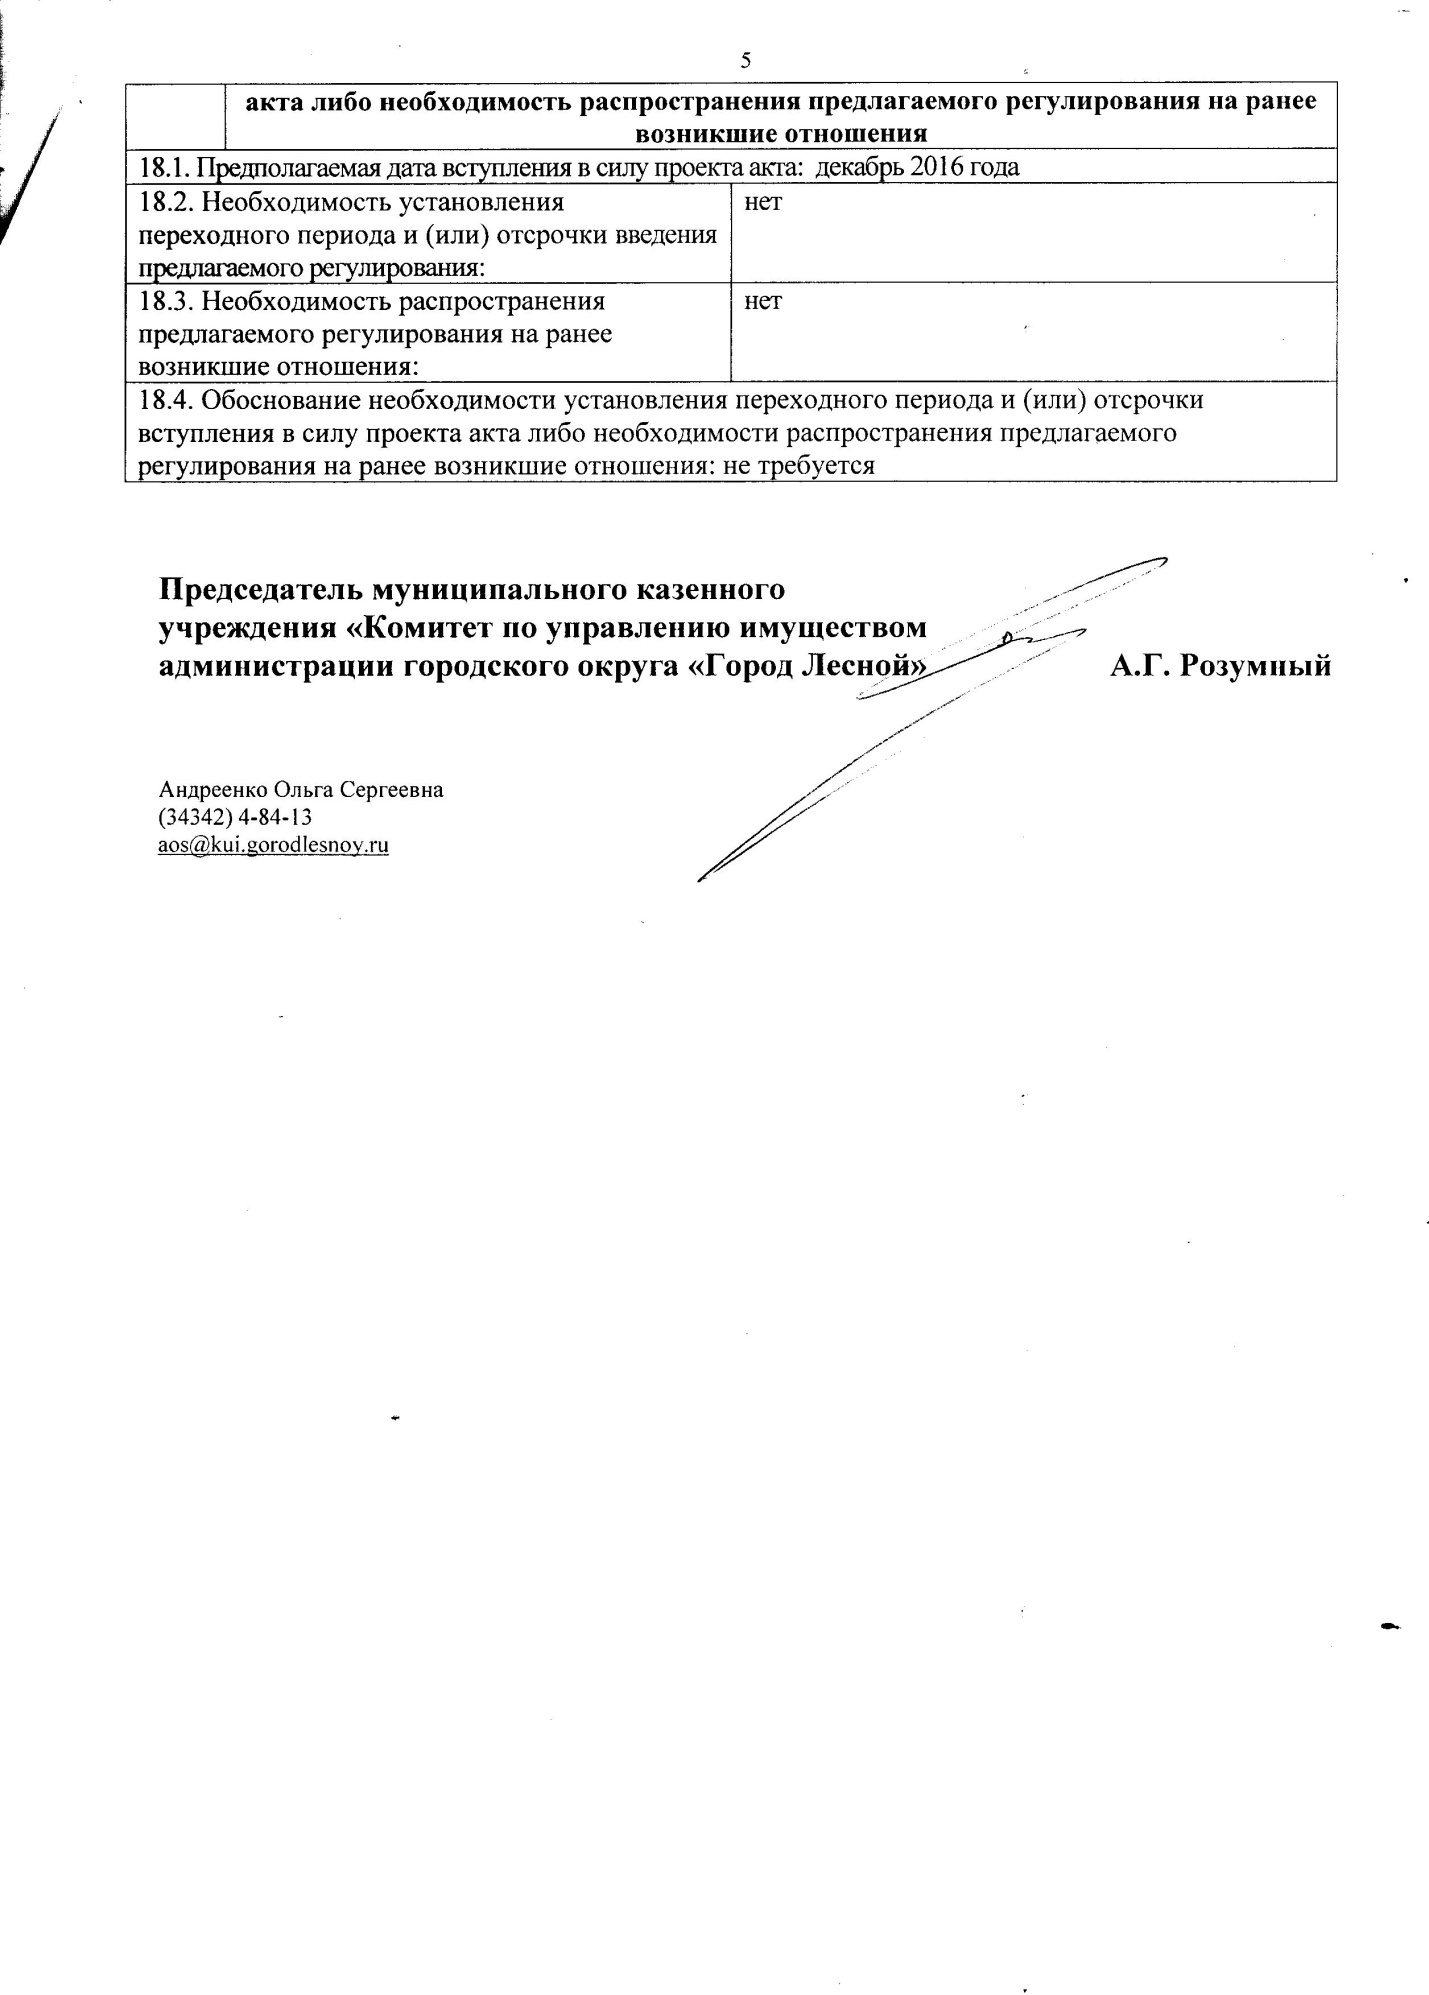 5
акта либо необходимость распространения предлагаемого регулирования на ранее
возникшие отношения
18.1. Предполагаемая дата вступления в силу проекта акта: декабрь 2016 года
18.2. Необходимость установления
переходного периода и (или) отсрочки введения
предлагаемого регулирования:
нет
18.3. Необходимость распространения
предлагаемого регулирования на ранее
возникшие отношения:
нет
18.4. Обоснование необходимости установления переходного периода и (или) отсрочки
вступления в силу проекта акта либо необходимости распространения предлагаемого
регулирования на ранее возникшие отношения: не требуется
Председатель муниципального казенного
учреждения «Комитет по управлению имуществом
администрации городского округа «Город Лесной» А.Г. Розумный
Андреенко Ольга Сергеевна
(34342) 4-84-13
aos@kui.gorodlesnoy.ru